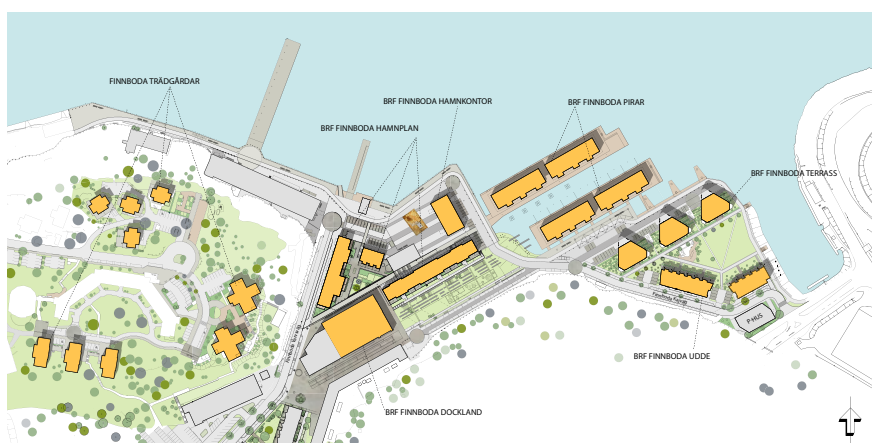 FINNBODA TRÄDGÅRDAR
BRF FINNBODA HAMNKONTOR
BRF FINNBODA PIRAR
BRF FINNBODA HAMNPLAN
BRF FINNBODA TERRASS
P-HUS
BRF FINNBODA UDDE
BRF FINNBODA DOCKLAND